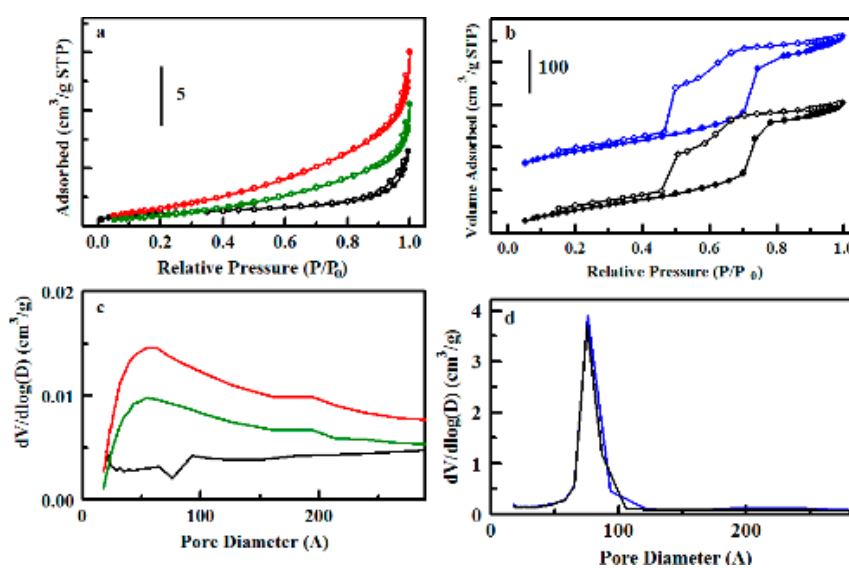 a
5
Adsorbed (cm³/g STP)
0.0 0.2 0.4 0.6 0.8 1.0
Relative Pressure (P/P₀)
b
100
Volume Adsorbed (cm³/g STP)
0.0 0.2 0.4 0.6 0.8 1.0
Relative Pressure (P/P ₀)
c
0.02
0.01
0.00
dV/dlog(D) (cm³/g)
0 100 200
Pore Diameter (A)
d
4
3
2
1
0
dV/dlog(D) (cm³/g)
0 100 200
Pore Diameter (A)